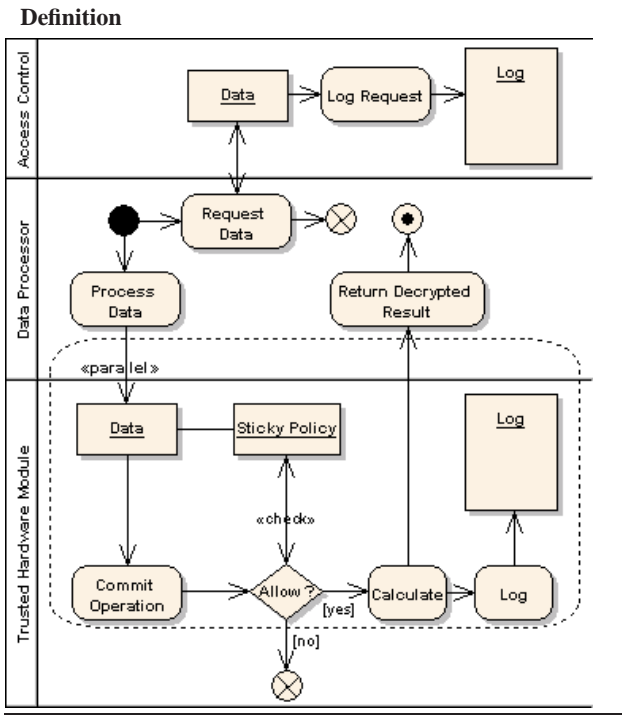 Definition
Access Control
Data
Log Request
Log
Data Processor
Request
Data
Process
Data
Return Decrypted
Result
«parallel»
Trusted Hardware Module
Data
Sticky Policy
Log
«check»
Commit
Operation
Allow ?
[yes]
Calculate
Log
[no]